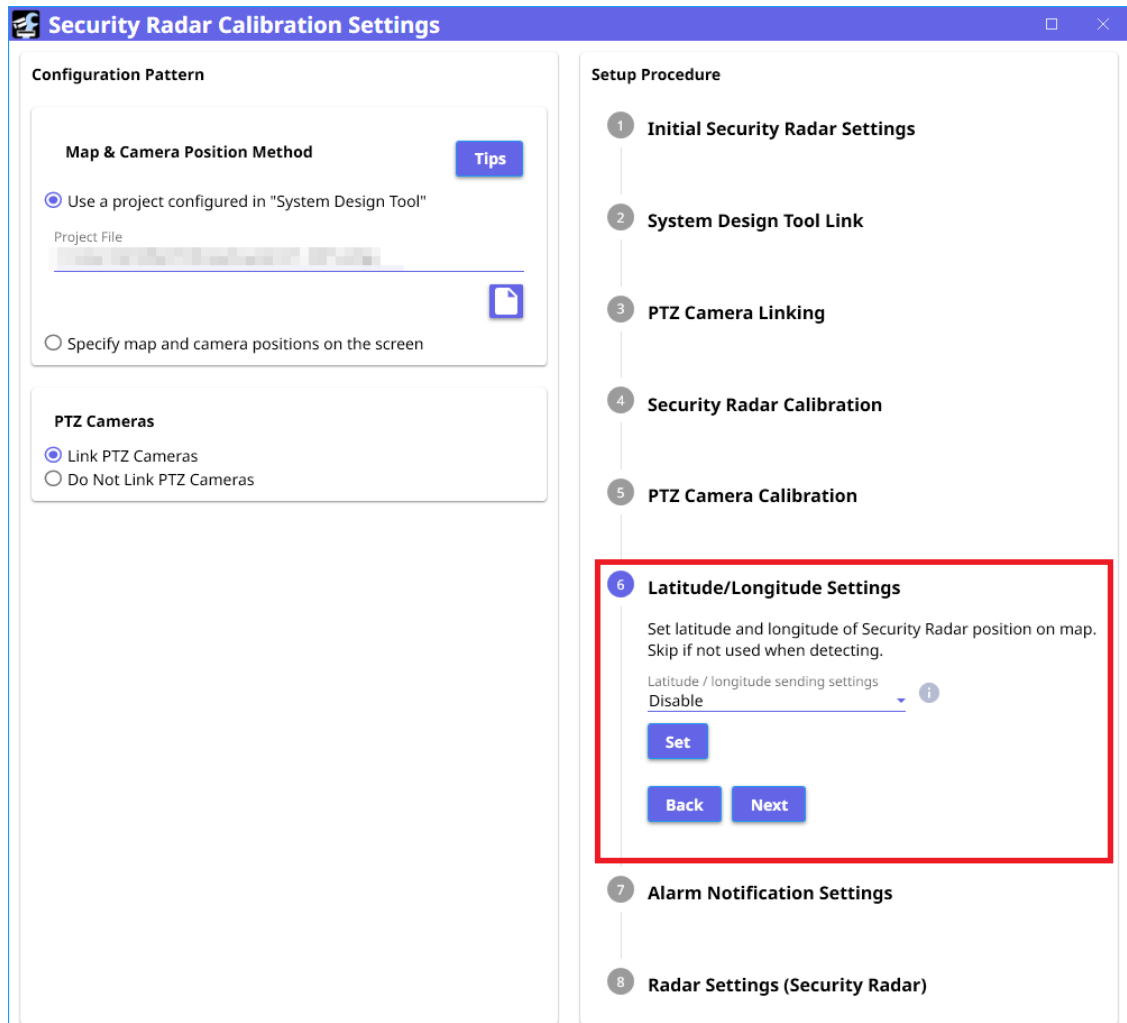 Security Radar Calibration Settings
Configuration Pattern
Map & Camera Position Method
Tips
Use a project configured in "System Design Tool"
Project File
Specify map and camera positions on the screen
PTZ Cameras
Link PTZ Cameras
Do Not Link PTZ Cameras
Setup Procedure
1 Initial Security Radar Settings
2 System Design Tool Link
3 PTZ Camera Linking
4 Security Radar Calibration
5 PTZ Camera Calibration
6 Latitude/Longitude Settings
Set latitude and longitude of Security Radar position on map.
Skip if not used when detecting.
Latitude / longitude sending settings
Disable
i
Set
Back Next
7 Alarm Notification Settings
8 Radar Settings (Security Radar)